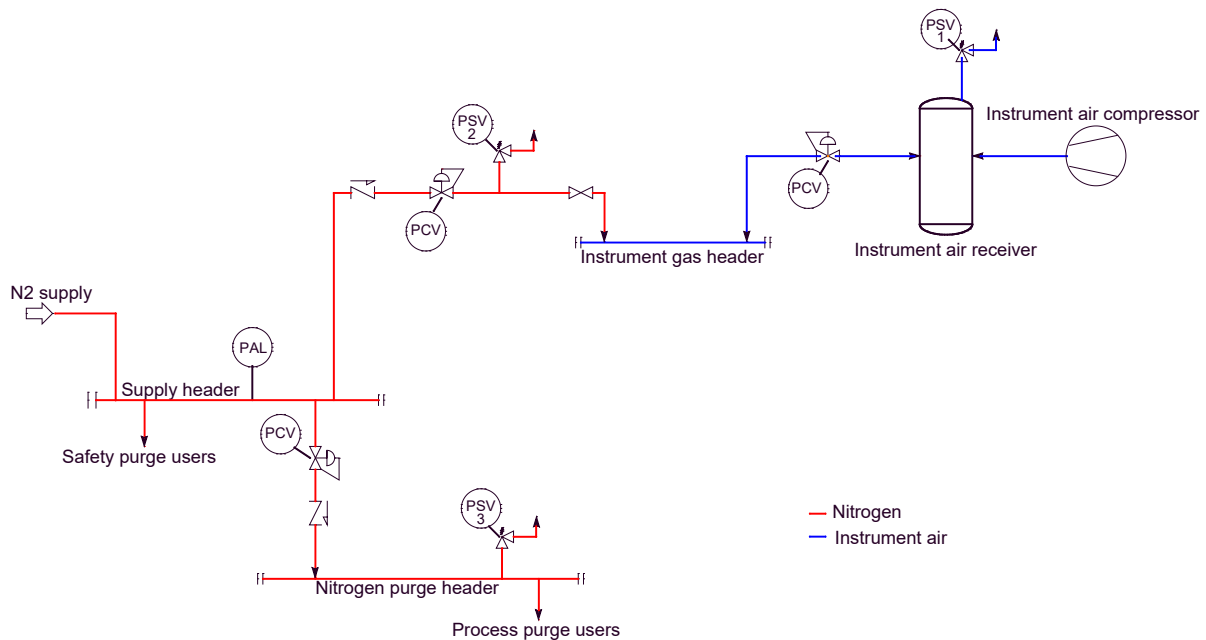 PSV
1
Instrument air compressor
PSV
2
PCV
PCV
Instrument gas header
Instrument air receiver
N2 supply
PAL
Supply header
PCV
Safety purge users
PSV
3
Nitrogen
Instrument air
Nitrogen purge header
Process purge users